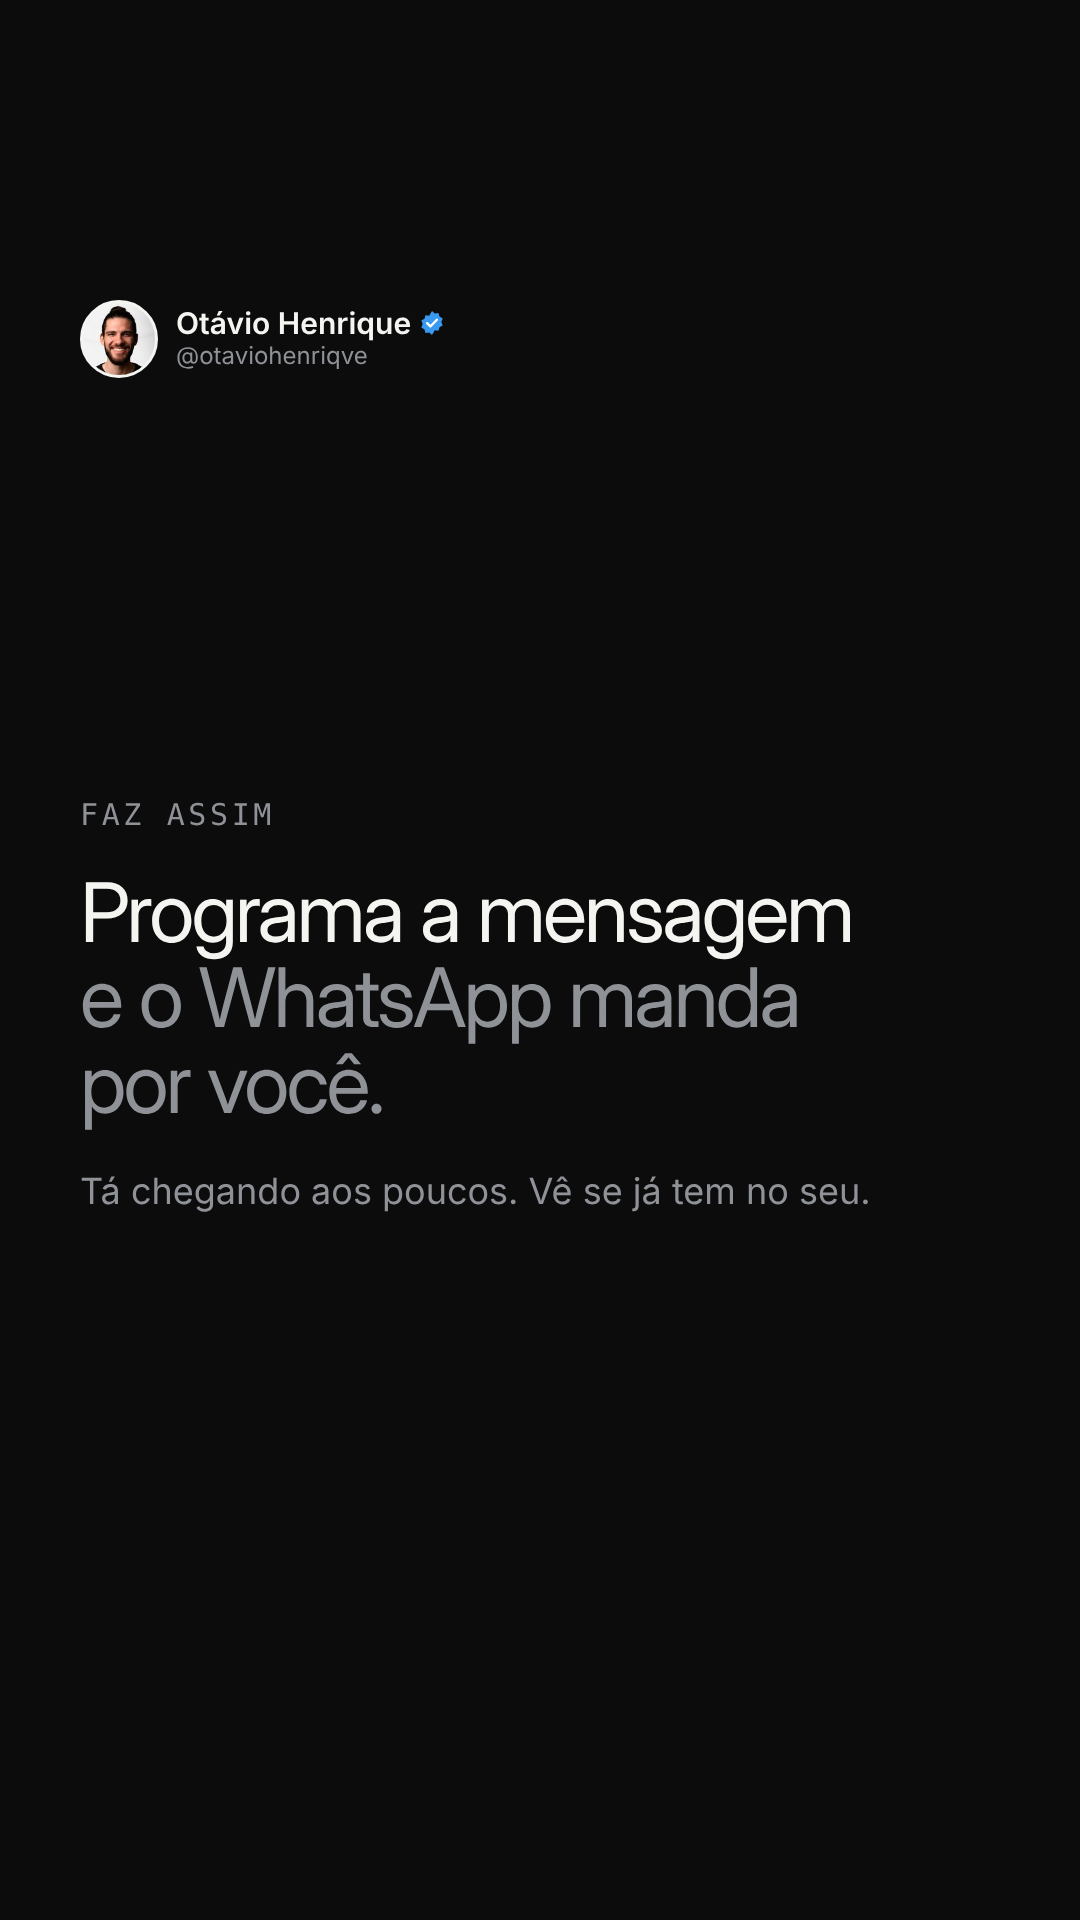 Otávio Henrique
@otaviohenriqve
FAZ ASSIM
Programa a mensagem
e o WhatsApp manda
por você.
Tá chegando aos poucos. Vê se já tem no seu.